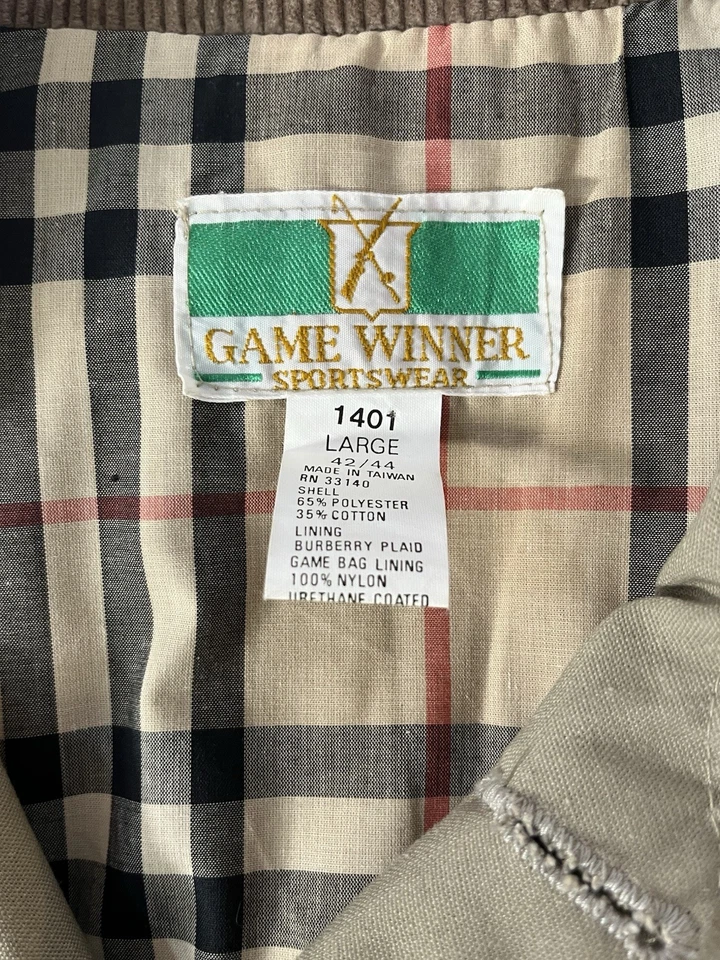 GAME WINNER
SPORTSWEAR
1401
LARGE
42/44
MADE IN TAIWAN
RN 33140
SHELL
65% POLYESTER
35% COTTON
LINING
BURBERRY PLAID
GAME BAG LINING
100% NYLON
URETHANE COATED